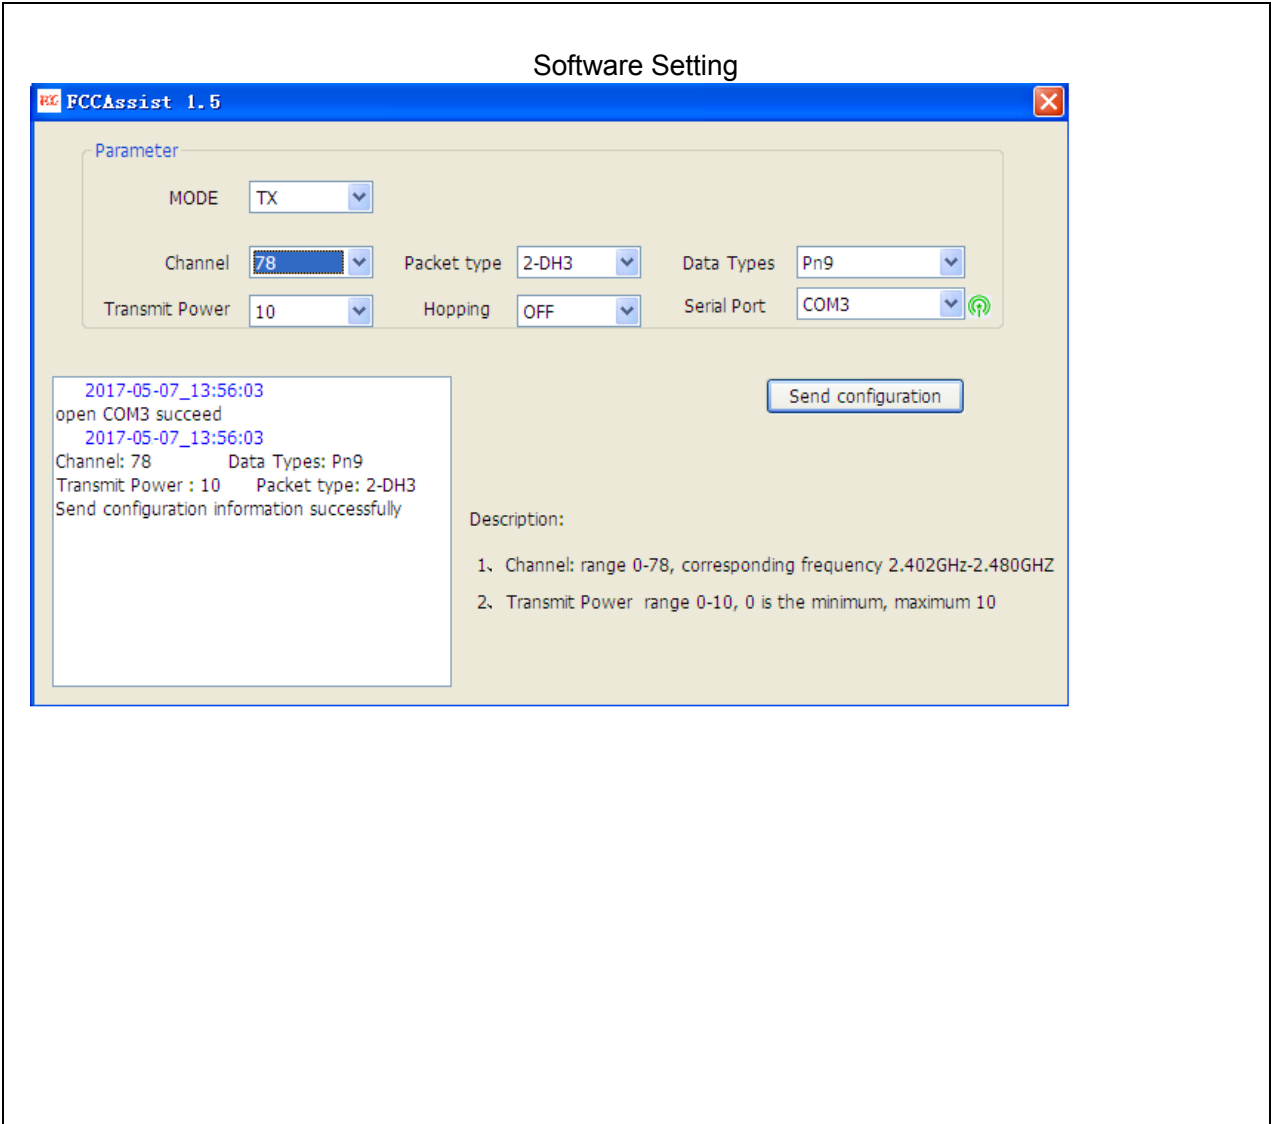 Software Setting
FCCAssist 1.5
Parameter
MODE TX
Channel 78 Packet type 2-DH3 Data Types Pn9
Transmit Power 10 Hopping OFF Serial Port COM3
2017-05-07_13:56:03
open COM3 succeed
2017-05-07_13:56:03
Channel: 78 Data Types: Pn9
Transmit Power : 10 Packet type: 2-DH3
Send configuration information successfully
Send configuration
Description:
1、Channel: range 0-78, corresponding frequency 2.402GHz-2.480GHZ
2、Transmit Power range 0-10, 0 is the minimum, maximum 10